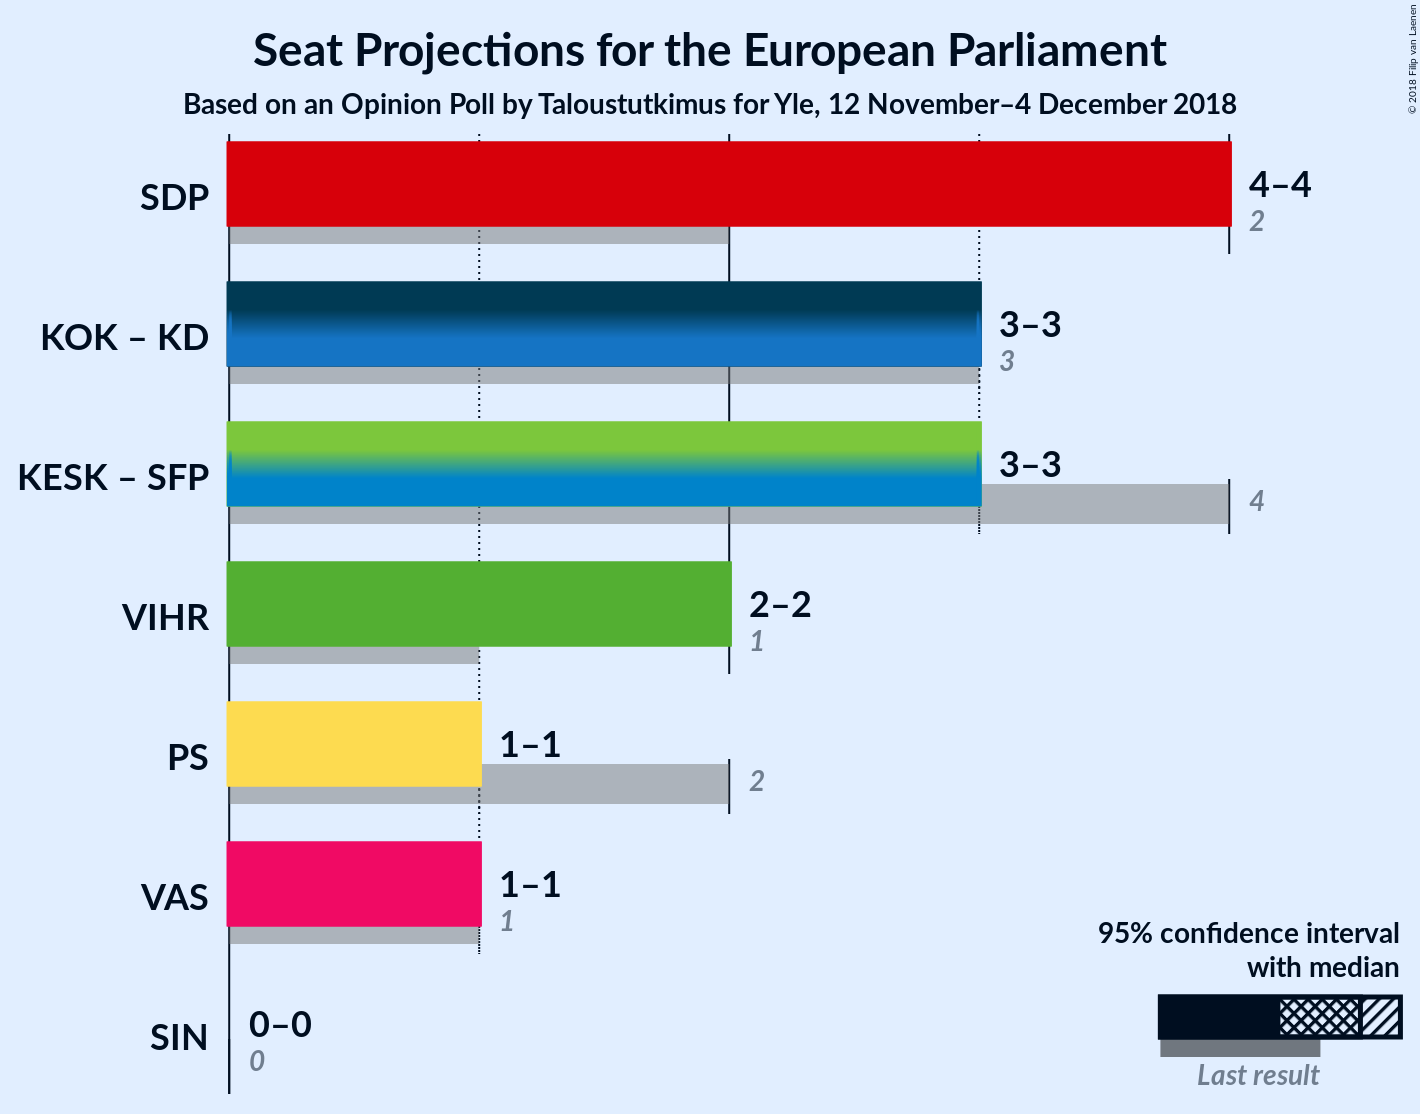 Seat Projections for the European Parliament
Based on an Opinion Poll by Taloustutkimus for Yle, 12 November–4 December 2018
© 2018 Filip van Laenen
SDP
4–4
2
KOK – KD
3–3
3
KESK – SFP
3–3
4
VIHR
2–2
1
PS
1–1
2
VAS
1–1
1
SIN
0–0
0
95% confidence interval
with median
Last result